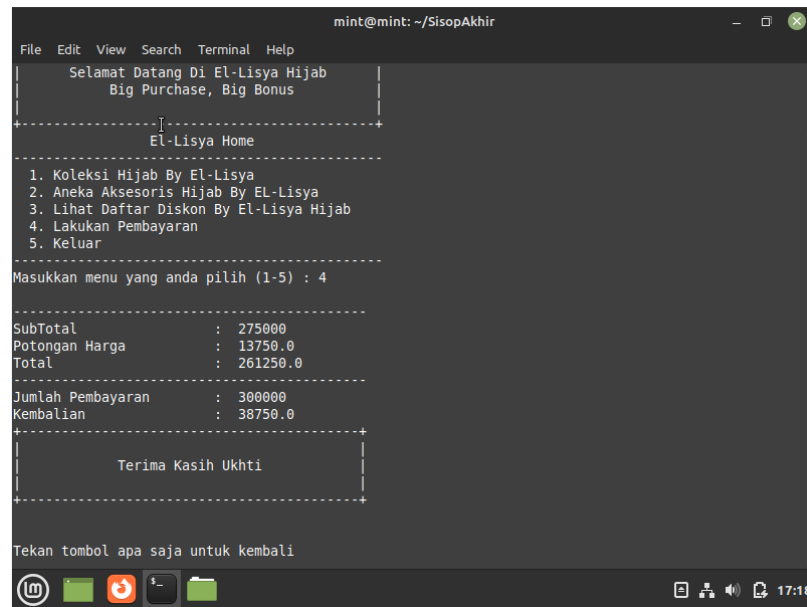 mint@mint: ~/SisopAkhir
File Edit View Search Terminal Help
| Selamat Datang Di El-Lisya Hijab |
| Big Purchase, Big Bonus |
| |
+--------------------------------------------+
El-Lisya Home
----------------------------------------------
1. Koleksi Hijab By El-Lisya
2. Aneka Aksesoris Hijab By EL-Lisya
3. Lihat Daftar Diskon By El-Lisya Hijab
4. Lakukan Pembayaran
5. Keluar
----------------------------------------------
Masukkan menu yang anda pilih (1-5) : 4
--------------------------------------------
SubTotal : 275000
Potongan Harga : 13750.0
Total : 261250.0
--------------------------------------------
Jumlah Pembayaran : 300000
Kembalian : 38750.0
+------------------------------------------+
| |
| Terima Kasih Ukhti |
| |
+------------------------------------------+
Tekan tombol apa saja untuk kembali
$_